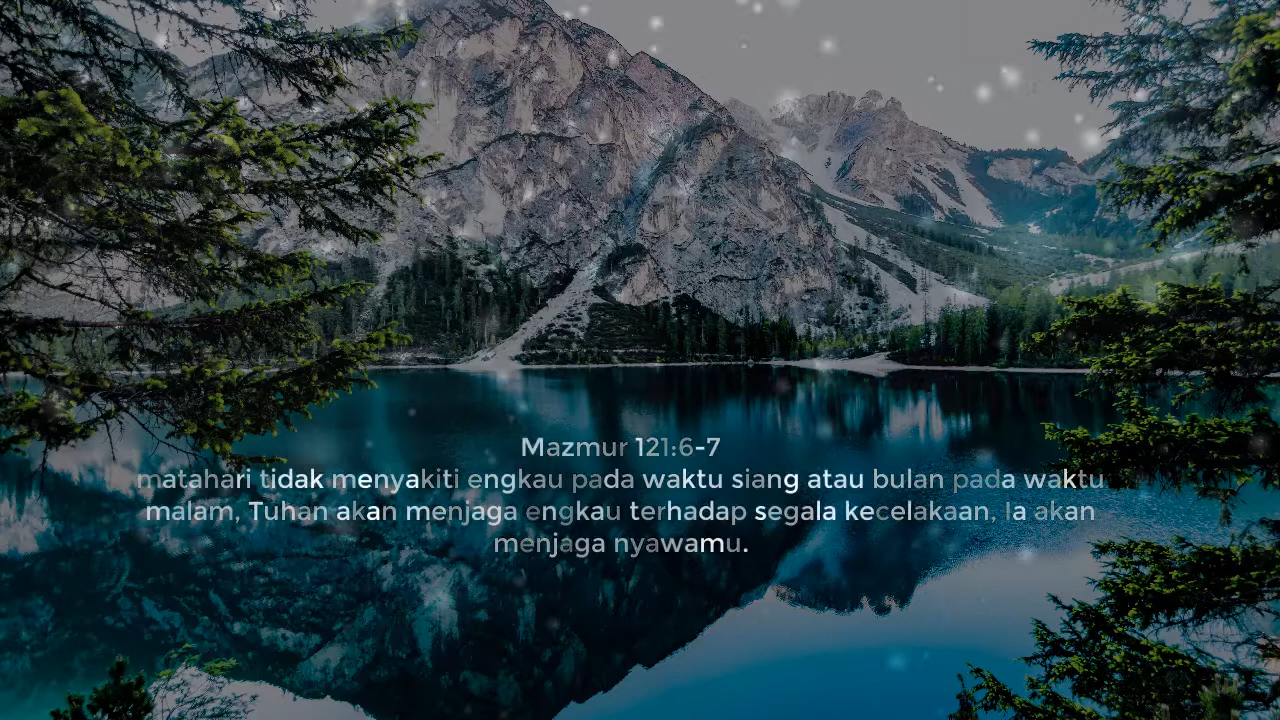 Mazmur 121:6-7
matahari tidak menyakiti engkau pada waktu siang atau bulan pada waktu
malam, Tuhan akan menjaga engkau terhadap segala kecelakaan, Ia akan
menjaga nyawamu.